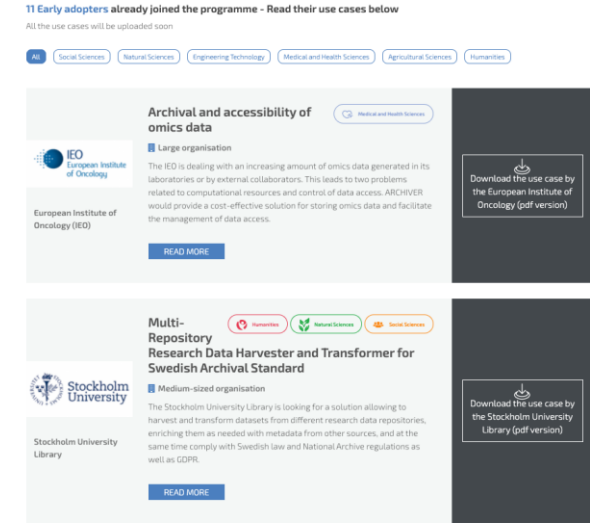 11 Early adopters already joined the programme - Read their use cases below
All the use cases will be uploaded soon
All
Social Sciences
Natural Sciences
Engineering Technology
Medical and Health Sciences
Agricultural Sciences
Humanities
IEO
European Institute
of Oncology
European Institute of
Oncology (IEO)
Archival and accessibility of
omics data
Medical and Health Sciences
Large organisation
The IEO is dealing with an increasing amount of omics data generated in its
laboratories or by external collaborators. This leads to two problems
related to computational resources and control of data access. ARCHIVER
would provide a cost-effective solution for storing omics data and facilitate
the management of data access.
READ MORE
Download the use case by
the European Institute of
Oncology (pdf version)
Stockholm
University
Stockholm University
Library
Multi-
Repository
Research Data Harvester and Transformer for
Swedish Archival Standard
Humanities
Natural Sciences
Social Sciences
Medium-sized organisation
The Stockholm University Library is looking for a solution allowing to
harvest and transform datasets from different research data repositories,
enriching them as needed with metadata from other sources, and at the
same time comply with Swedish law and National Archive regulations as
well as GDPR.
READ MORE
Download the use case by
the Stockholm University
Library (pdf version)